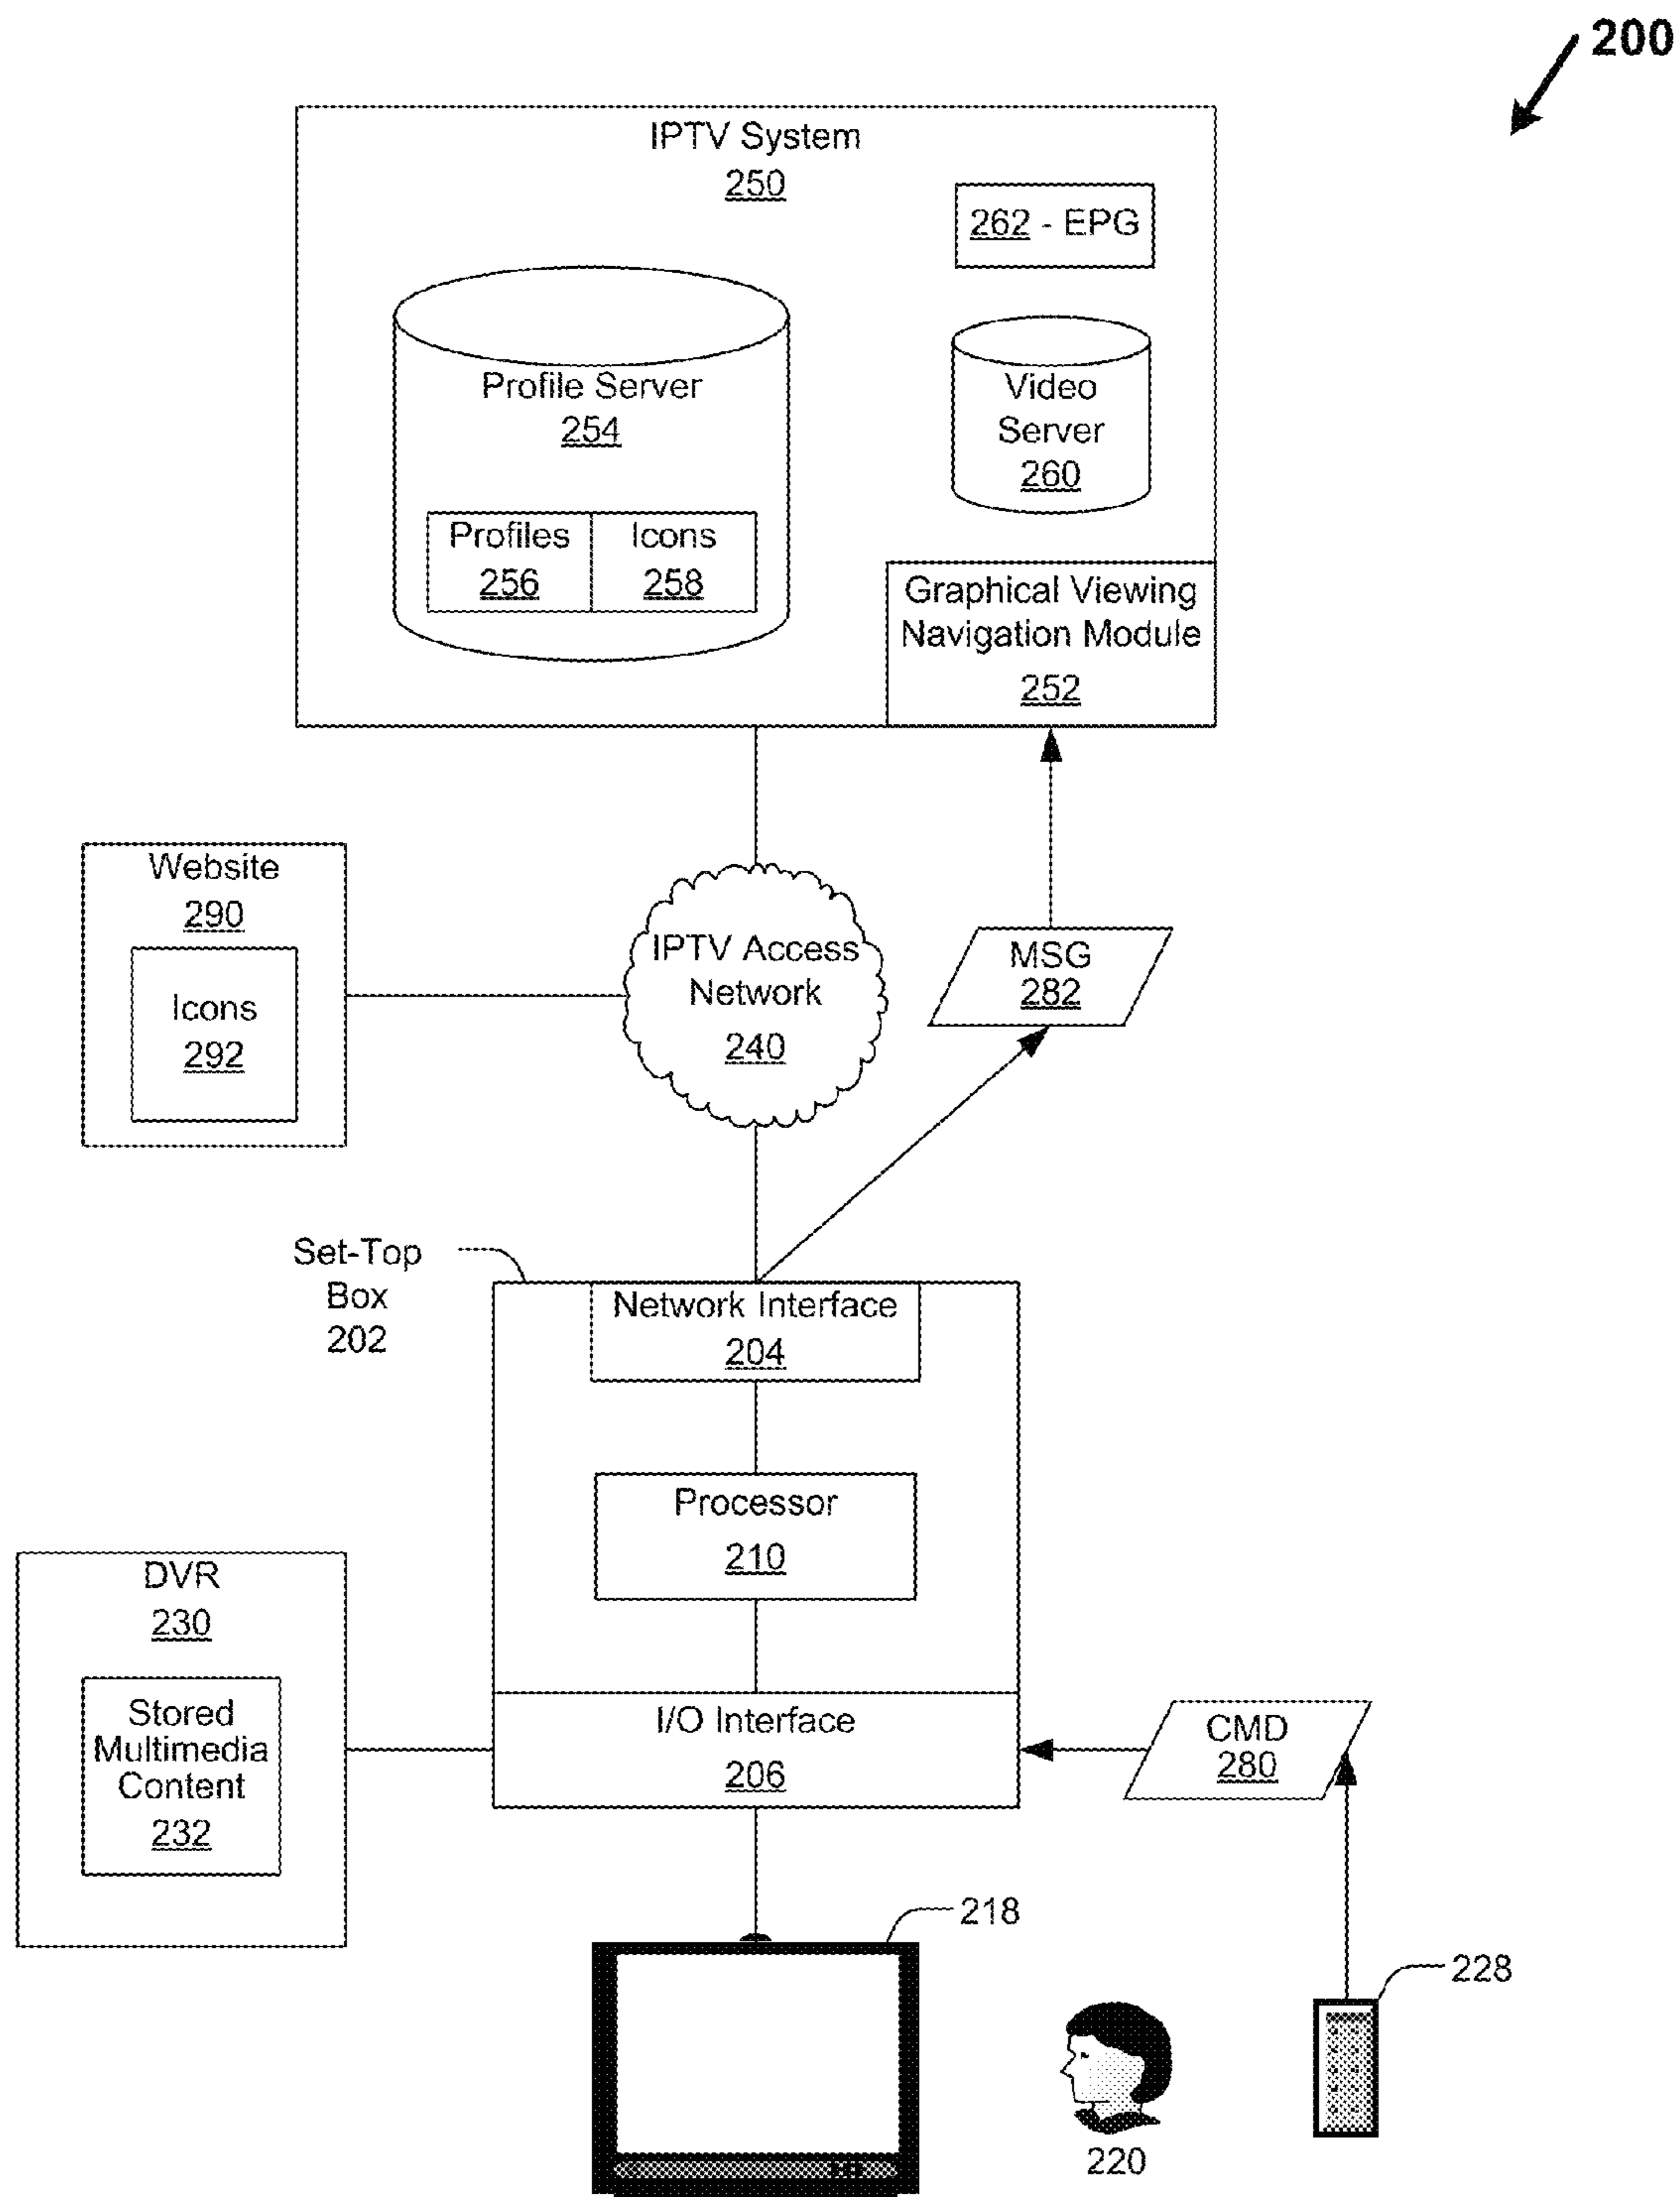 200
IPTV System
250
262 - EPG
Profile Server
254
Video
Server
260
Profiles
256
Icons
258
Graphical Viewing
Navigation Module
252
Website
290
Icons
292
IPTV Access
Network
240
MSG
282
Set-Top
Box
202
Network Interface
204
Processor
210
DVR
230
Stored
Multimedia
Content
232
I/O Interface
206
CMD
280
218
228
220